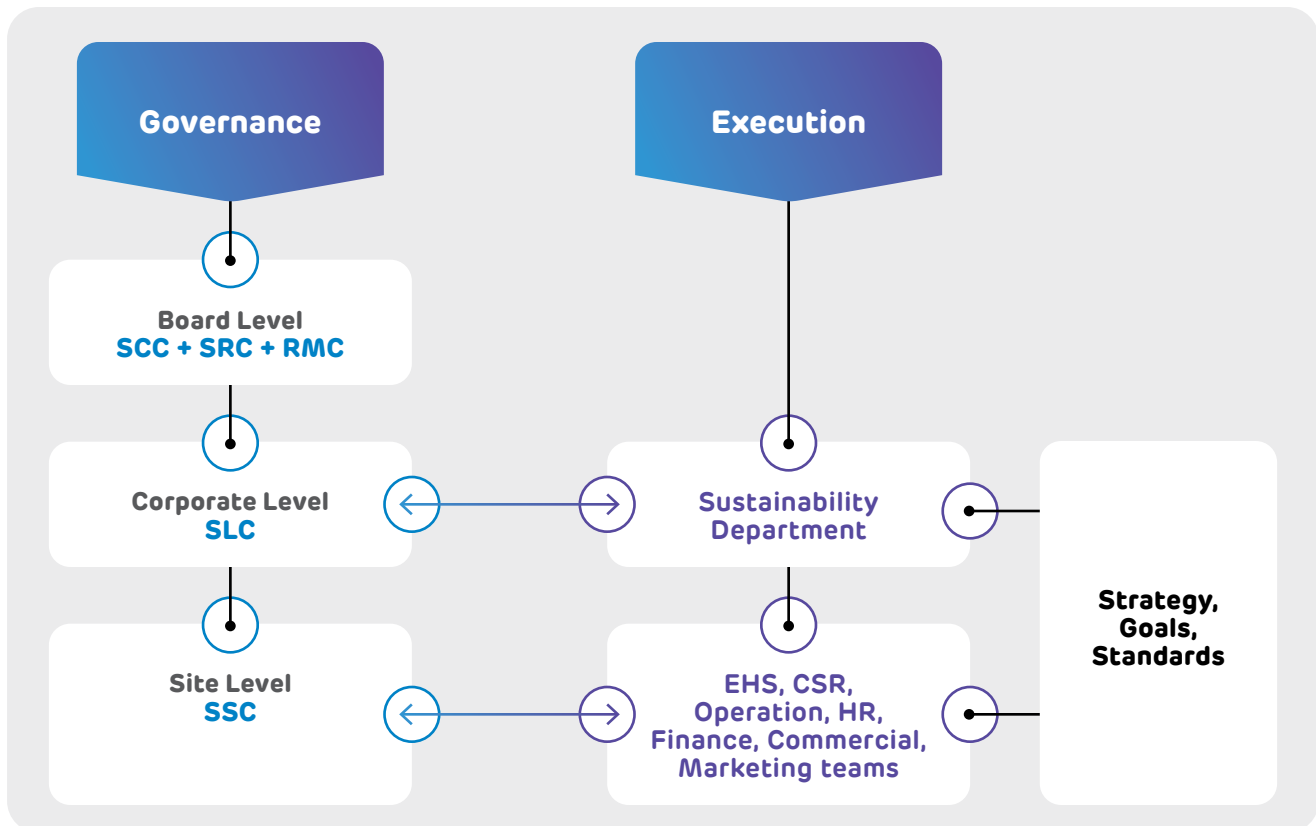 Governance
Execution
Board Level
SCC + SRC + RMC
Corporate Level
SLC
Sustainability
Department
Site Level
SSC
EHS, CSR,
Operation, HR,
Finance, Commercial,
Marketing teams
Strategy,
Goals,
Standards